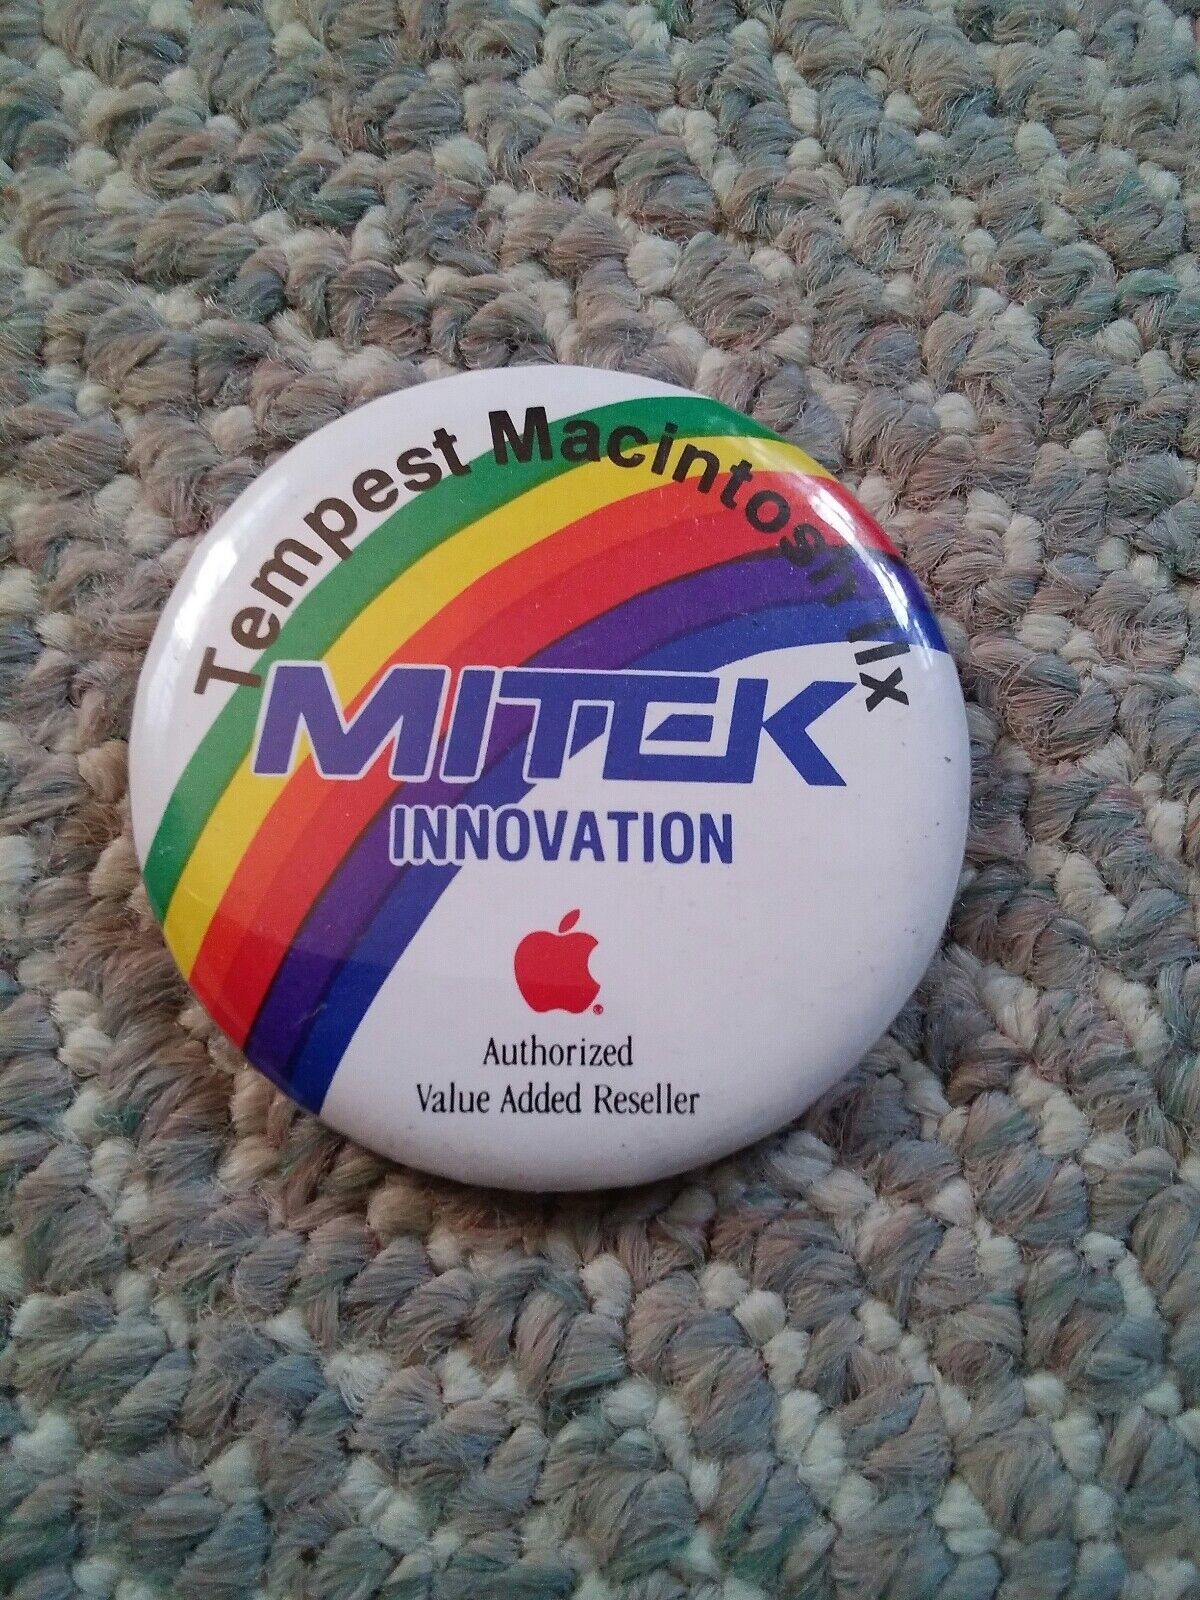 Tempest Macintosh IIx
MITEK
INNOVATION
®
Authorized
Value Added Reseller